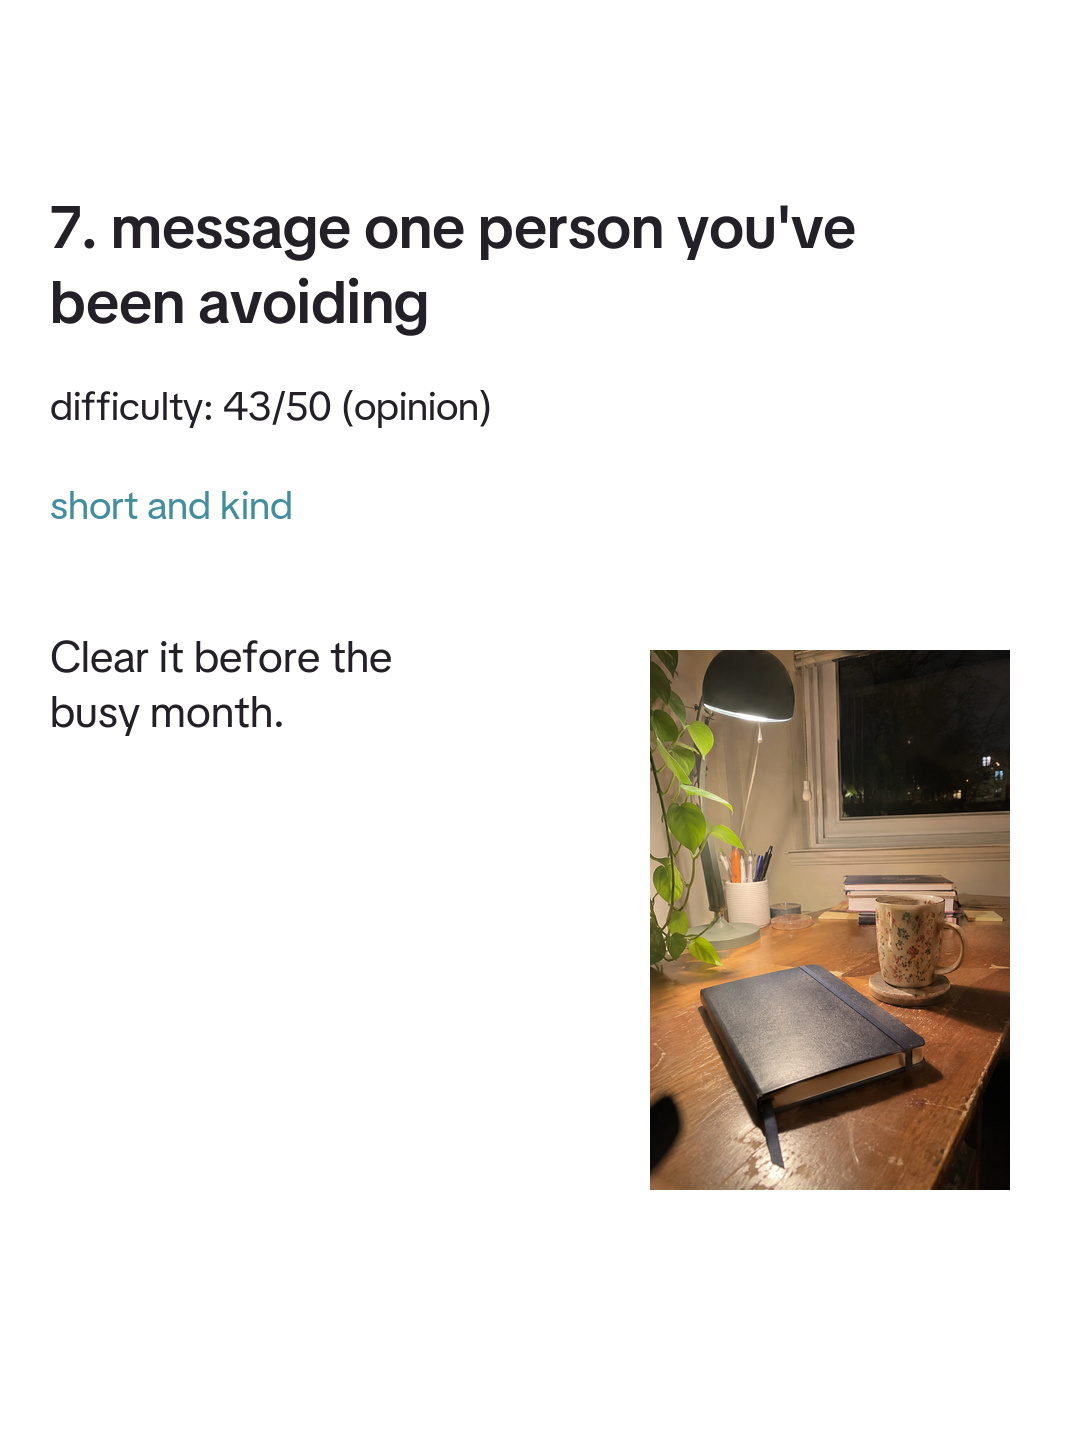 7. message one person you've
been avoiding
difficulty: 43/50 (opinion)
short and kind
Clear it before the
busy month.